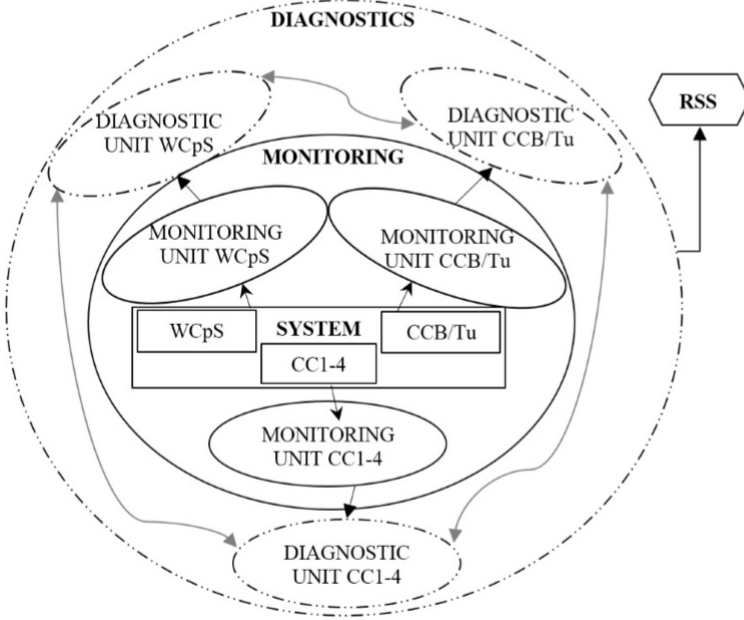 DIAGNOSTICS
DIAGNOSTIC
UNIT WCpS
DIAGNOSTIC
UNIT CCB/Tu
RSS
MONITORING
MONITORING
UNIT WCpS
MONITORING
UNIT CCB/Tu
WCpS
SYSTEM
CCB/Tu
CC1-4
MONITORING
UNIT CC1-4
DIAGNOSTIC
UNIT CC1-4